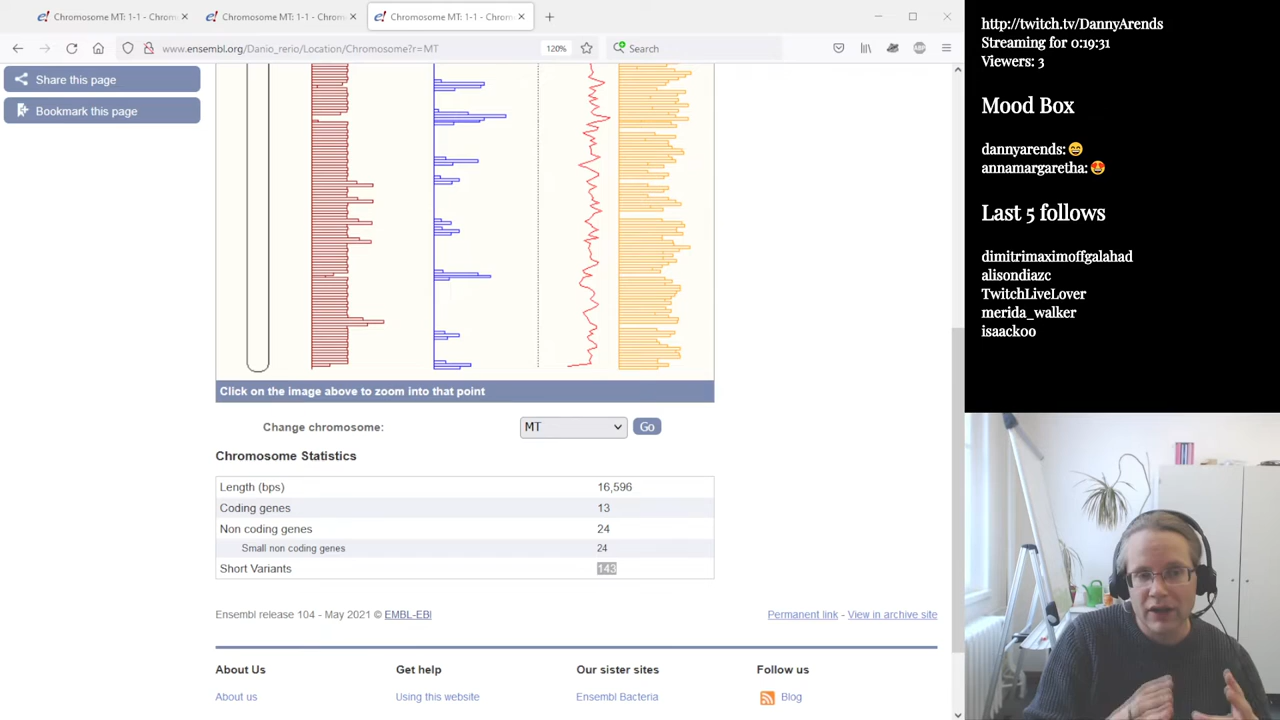 Chromosome MT: 1-1 - Chrom
Chromosome MT: 1-1 - Chrom
Chromosome MT: 1-1 - Chrom
www.ensembl.org/Danio_rerio/Location/Chromosome?r=MT
120%
Search
Share this page
Bookmark this page
Click on the image above to zoom into that point
Change chromosome:
MT
Go
Chromosome Statistics
Length (bps) 16,596
Coding genes 13
Non coding genes 24
Small non coding genes 24
Short Variants 143
Ensembl release 104 - May 2021 © EMBL-EBI
Permanent link - View in archive site
About Us
Get help
Our sister sites
Follow us
About us
Using this website
Ensembl Bacteria
Blog
http://twitch.tv/DannyArends
Streaming for 0:19:31
Viewers: 3
Mood Box
dannyarends: 😄
annamargaretha: 😍
Last 5 follows
dimitrimaximoffgalahad
alisondiazc
TwitchLiveLover
merida_walker
isaackoo